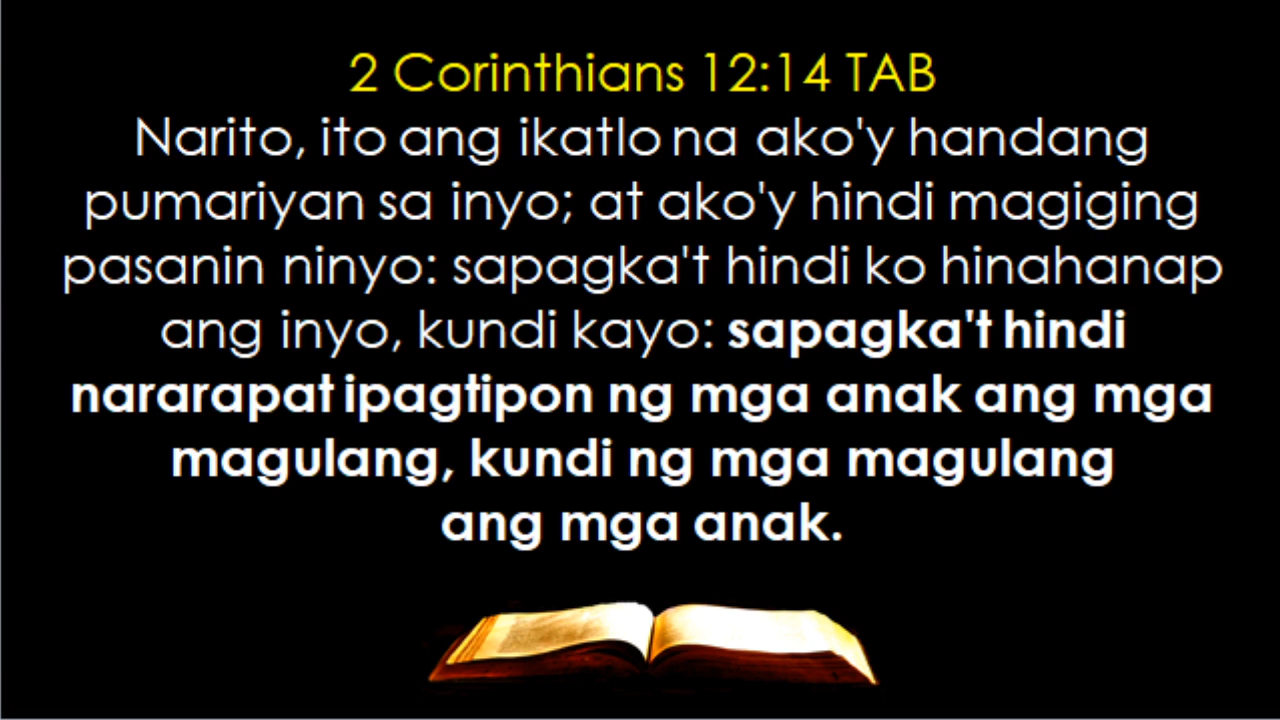 2 Corinthians 12:14 TAB
Narito, ito ang ikatlo na ako'y handang
pumariyan sa inyo; at ako'y hindi magiging
pasanin ninyo: sapagka't hindi ko hinahanap
ang inyo, kundi kayo: sapagka't hindi
nararapat ipagtipon ng mga anak ang mga
magulang, kundi ng mga magulang
ang mga anak.